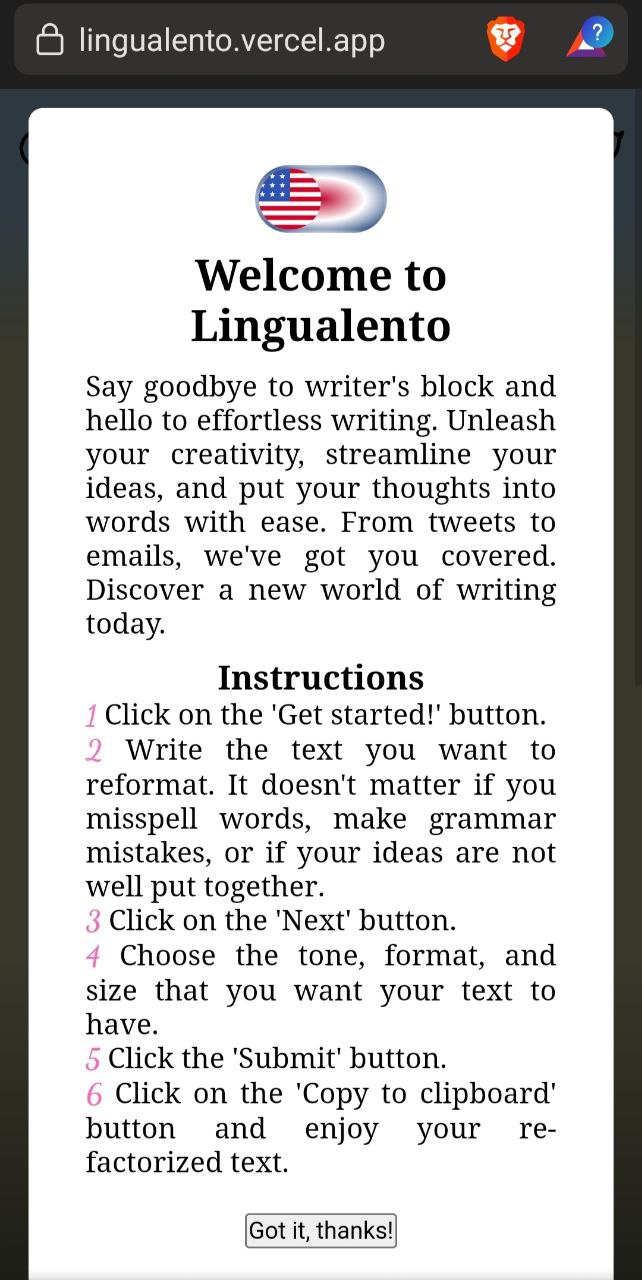 lingualento.vercel.app
?
Welcome to
Lingualento
Say goodbye to writer's block and
hello to effortless writing. Unleash
your creativity, streamline your
ideas, and put your thoughts into
words with ease. From tweets to
emails, we've got you covered.
Discover a new world of writing
today.
Instructions
1 Click on the 'Get started!' button.
2 Write the text you want to
reformat. It doesn't matter if you
misspell words, make grammar
mistakes, or if your ideas are not
well put together.
3 Click on the 'Next' button.
4 Choose the tone, format, and
size that you want your text to
have.
5 Click the 'Submit' button.
6 Click on the 'Copy to clipboard'
button and enjoy your re-
factorized text.
Got it, thanks!